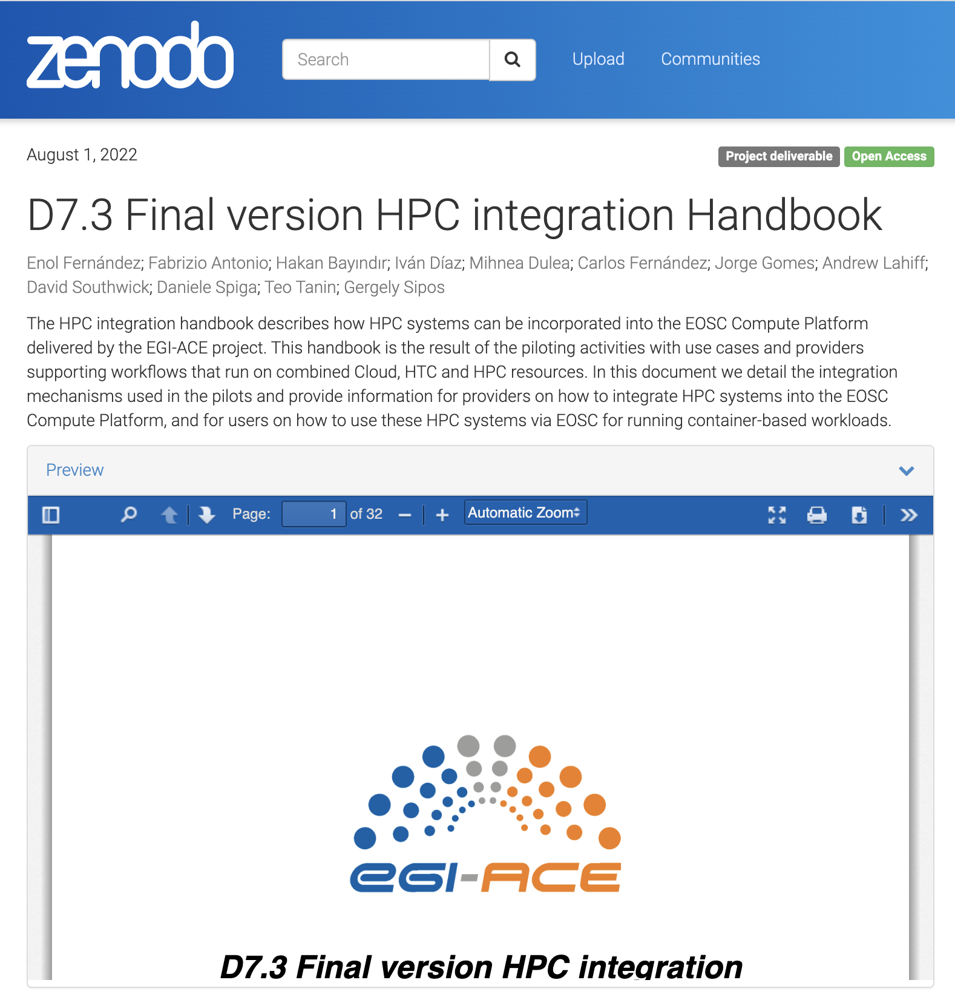 zenodo
Search
Upload
Communities
August 1, 2022
Project deliverable
Open Access
D7.3 Final version HPC integration Handbook
Enol Fernández; Fabrizio Antonio; Hakan Bayındır; Iván Díaz; Mihnea Dulea; Carlos Fernández; Jorge Gomes; Andrew Lahiff;
David Southwick; Daniele Spiga; Teo Tanin; Gergely Sipos
The HPC integration handbook describes how HPC systems can be incorporated into the EOSC Compute Platform
delivered by the EGI-ACE project. This handbook is the result of the piloting activities with use cases and providers
supporting workflows that run on combined Cloud, HTC and HPC resources. In this document we detail the integration
mechanisms used in the pilots and provide information for providers on how to integrate HPC systems into the EOSC
Compute Platform, and for users on how to use these HPC systems via EOSC for running container-based workloads.
Preview
Page: 1 of 32
Automatic Zoom
eGI-ACE
D7.3 Final version HPC integration